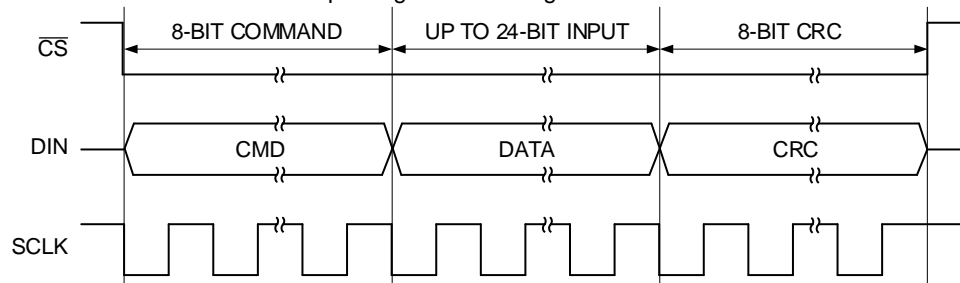 8-BIT COMMAND UP TO 24-BIT INPUT 8-BIT CRC
CS
DIN CMD DATA CRC
SCLK